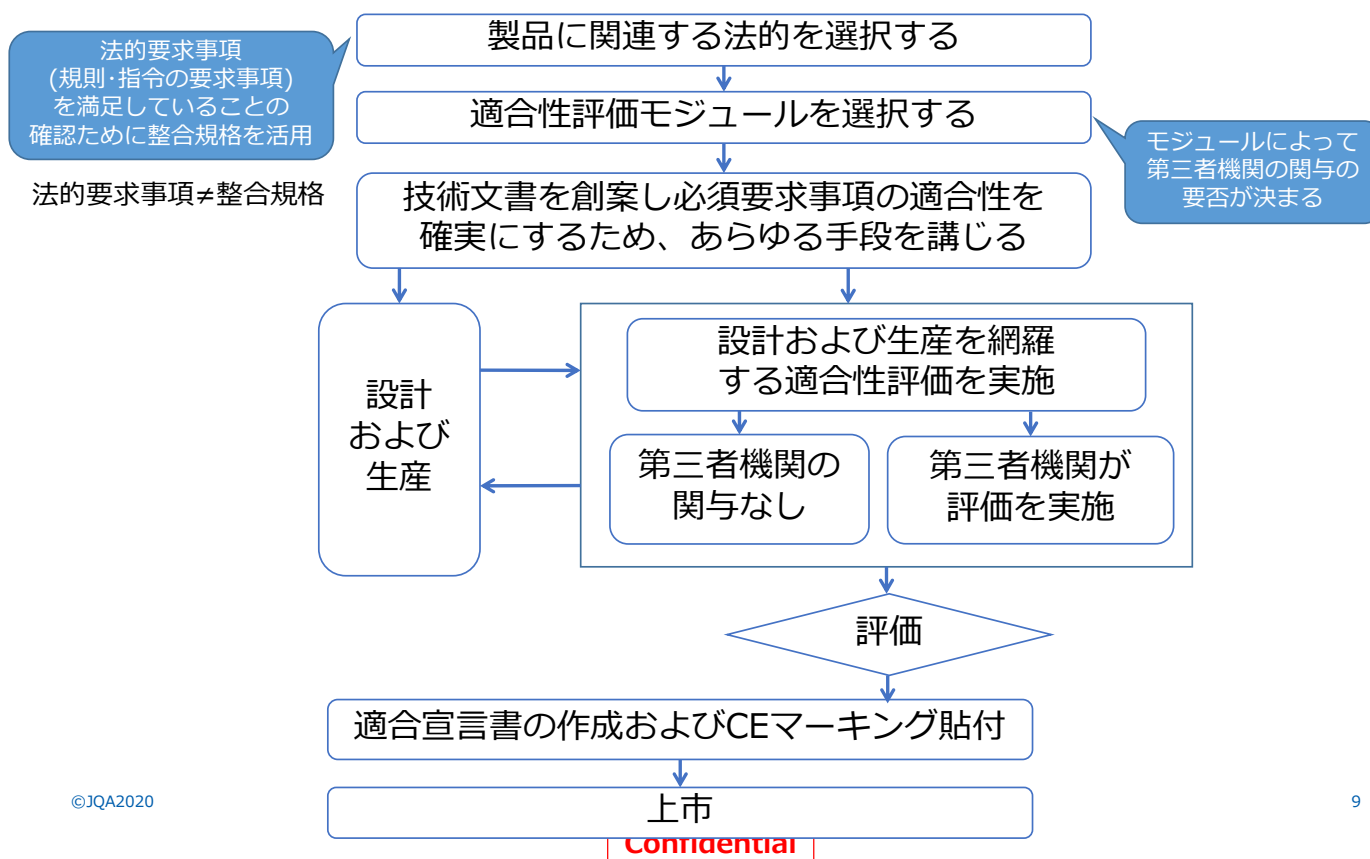 製品に関連する法的を選択する
法的要求事項
(規則･指令の要求事項)
を満足していることの
確認ために整合規格を活用
適合性評価モジュールを選択する
モジュールによって
第三者機関の関与の
要否が決まる
法的要求事項≠整合規格
技術文書を創案し必須要求事項の適合性を
確実にするため、あらゆる手段を講じる
設計
および
生産
設計および生産を網羅
する適合性評価を実施
第三者機関の
関与なし
第三者機関が
評価を実施
評価
適合宣言書の作成およびCEマーキング貼付
上市
©JQA2020
9
Confidential